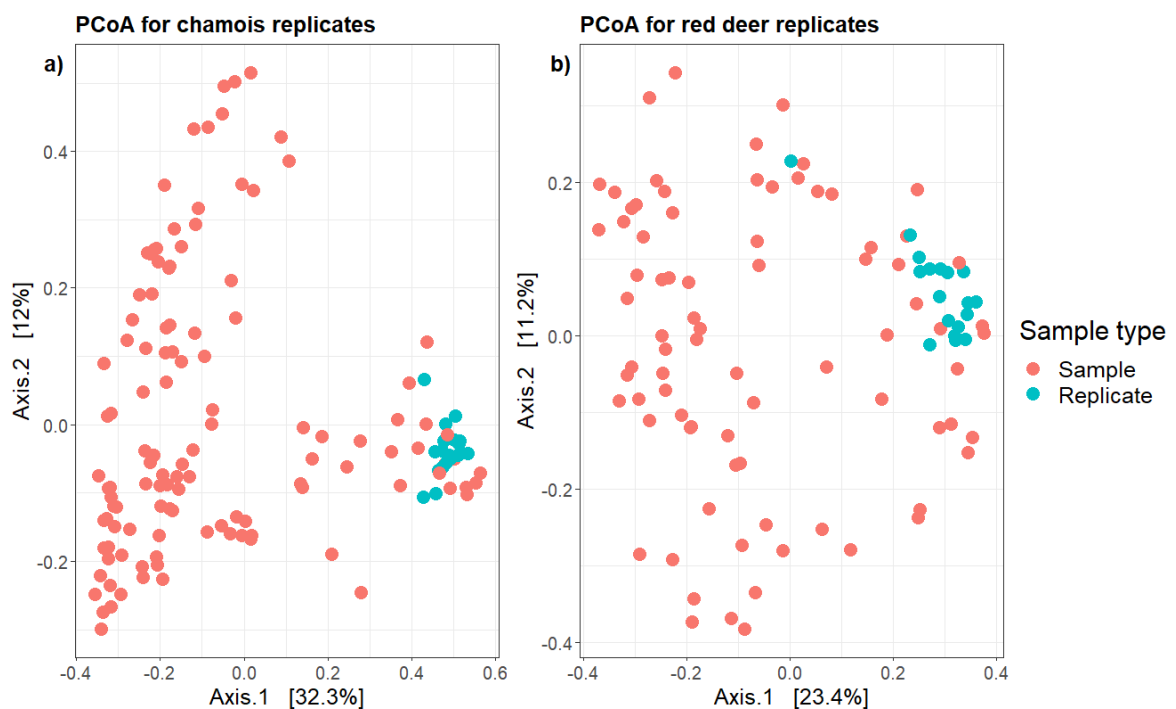 PCoA for chamois replicates
a)
0.4
0.2
0.0
-0.2
Axis.2 [12%]
-0.4
-0.2
0.0
0.2
0.4
0.6
Axis.1 [32.3%]
PCoA for red deer replicates
b)
0.2
0.0
-0.2
-0.4
Axis.2 [11.2%]
-0.4
-0.2
0.0
0.2
0.4
Axis.1 [23.4%]
Sample type
Sample
Replicate